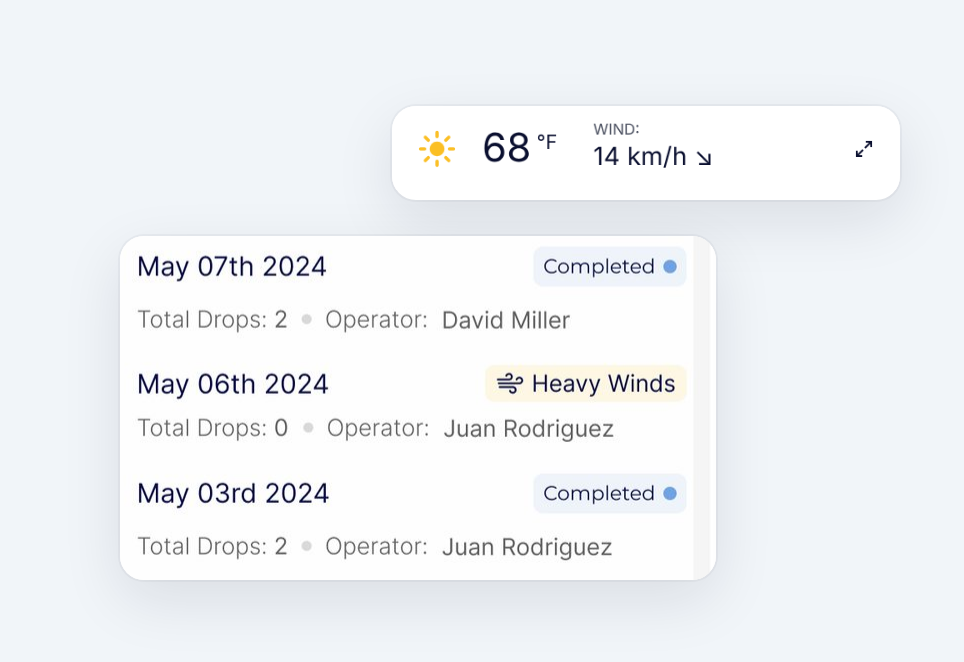 68 °F
WIND:
14 km/h ↘
May 07th 2024 Completed
Total Drops: 2 Operator: David Miller
May 06th 2024 Heavy Winds
Total Drops: 0 Operator: Juan Rodriguez
May 03rd 2024 Completed
Total Drops: 2 Operator: Juan Rodriguez